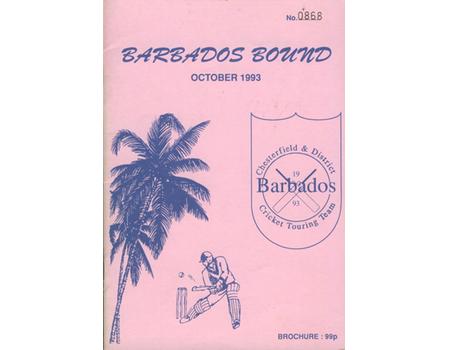 No. 0868
BARBADOS BOUND
OCTOBER 1993
Chesterfield & District
19
Barbados
93
Cricket Touring Team
BROCHURE : 99p